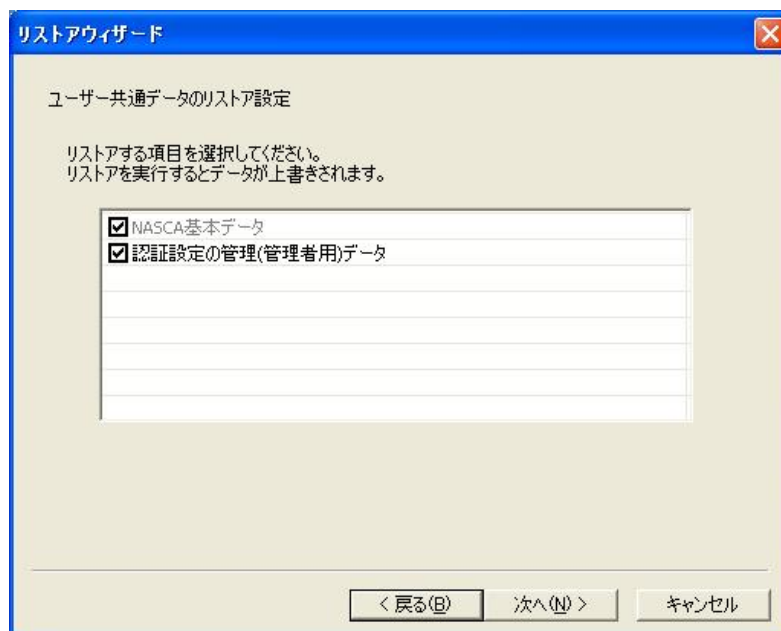 リストアウィザード
ユーザー共通データのリストア設定
リストアする項目を選択してください。
リストアを実行するとデータが上書きされます。
NASCA基本データ
認証設定の管理(管理者用)データ
< 戻る(B)
次へ(N) >
キャンセル